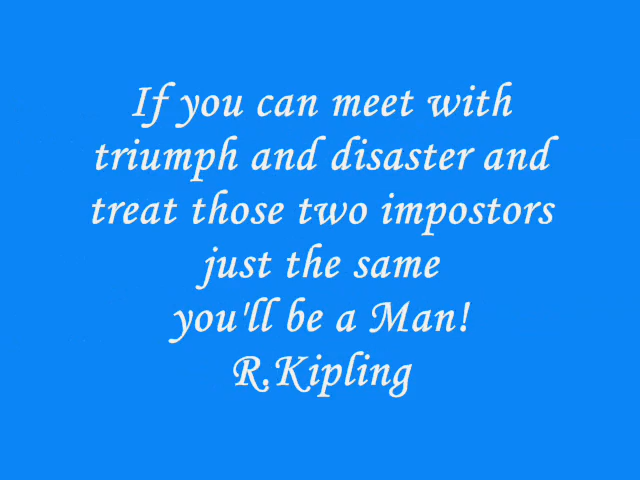 If you can meet with
triumph and disaster and
treat those two impostors
just the same
you'll be a Man!
R.Kipling